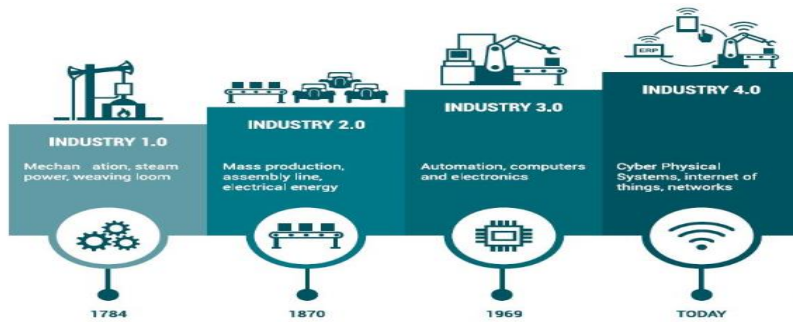 ERP
INDUSTRY 1.0
Mechan ation, steam
power, weaving loom
1784
INDUSTRY 2.0
Mass production,
assembly line,
electrical energy
1870
INDUSTRY 3.0
Automation, computers
and electronics
1969
INDUSTRY 4.0
Cyber Physical
Systems, internet of
things, networks
TODAY